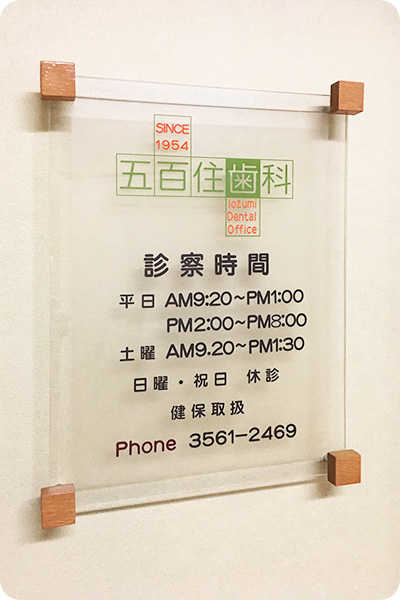 SINCE
1954
五百住歯科
Iozumi
Dental
Office
診察時間
平日 AM9:20~PM1:00
PM2:00~PM8:00
土曜 AM9.20~PM1:30
日曜・祝日 休診
健保取扱
Phone 3561-2469